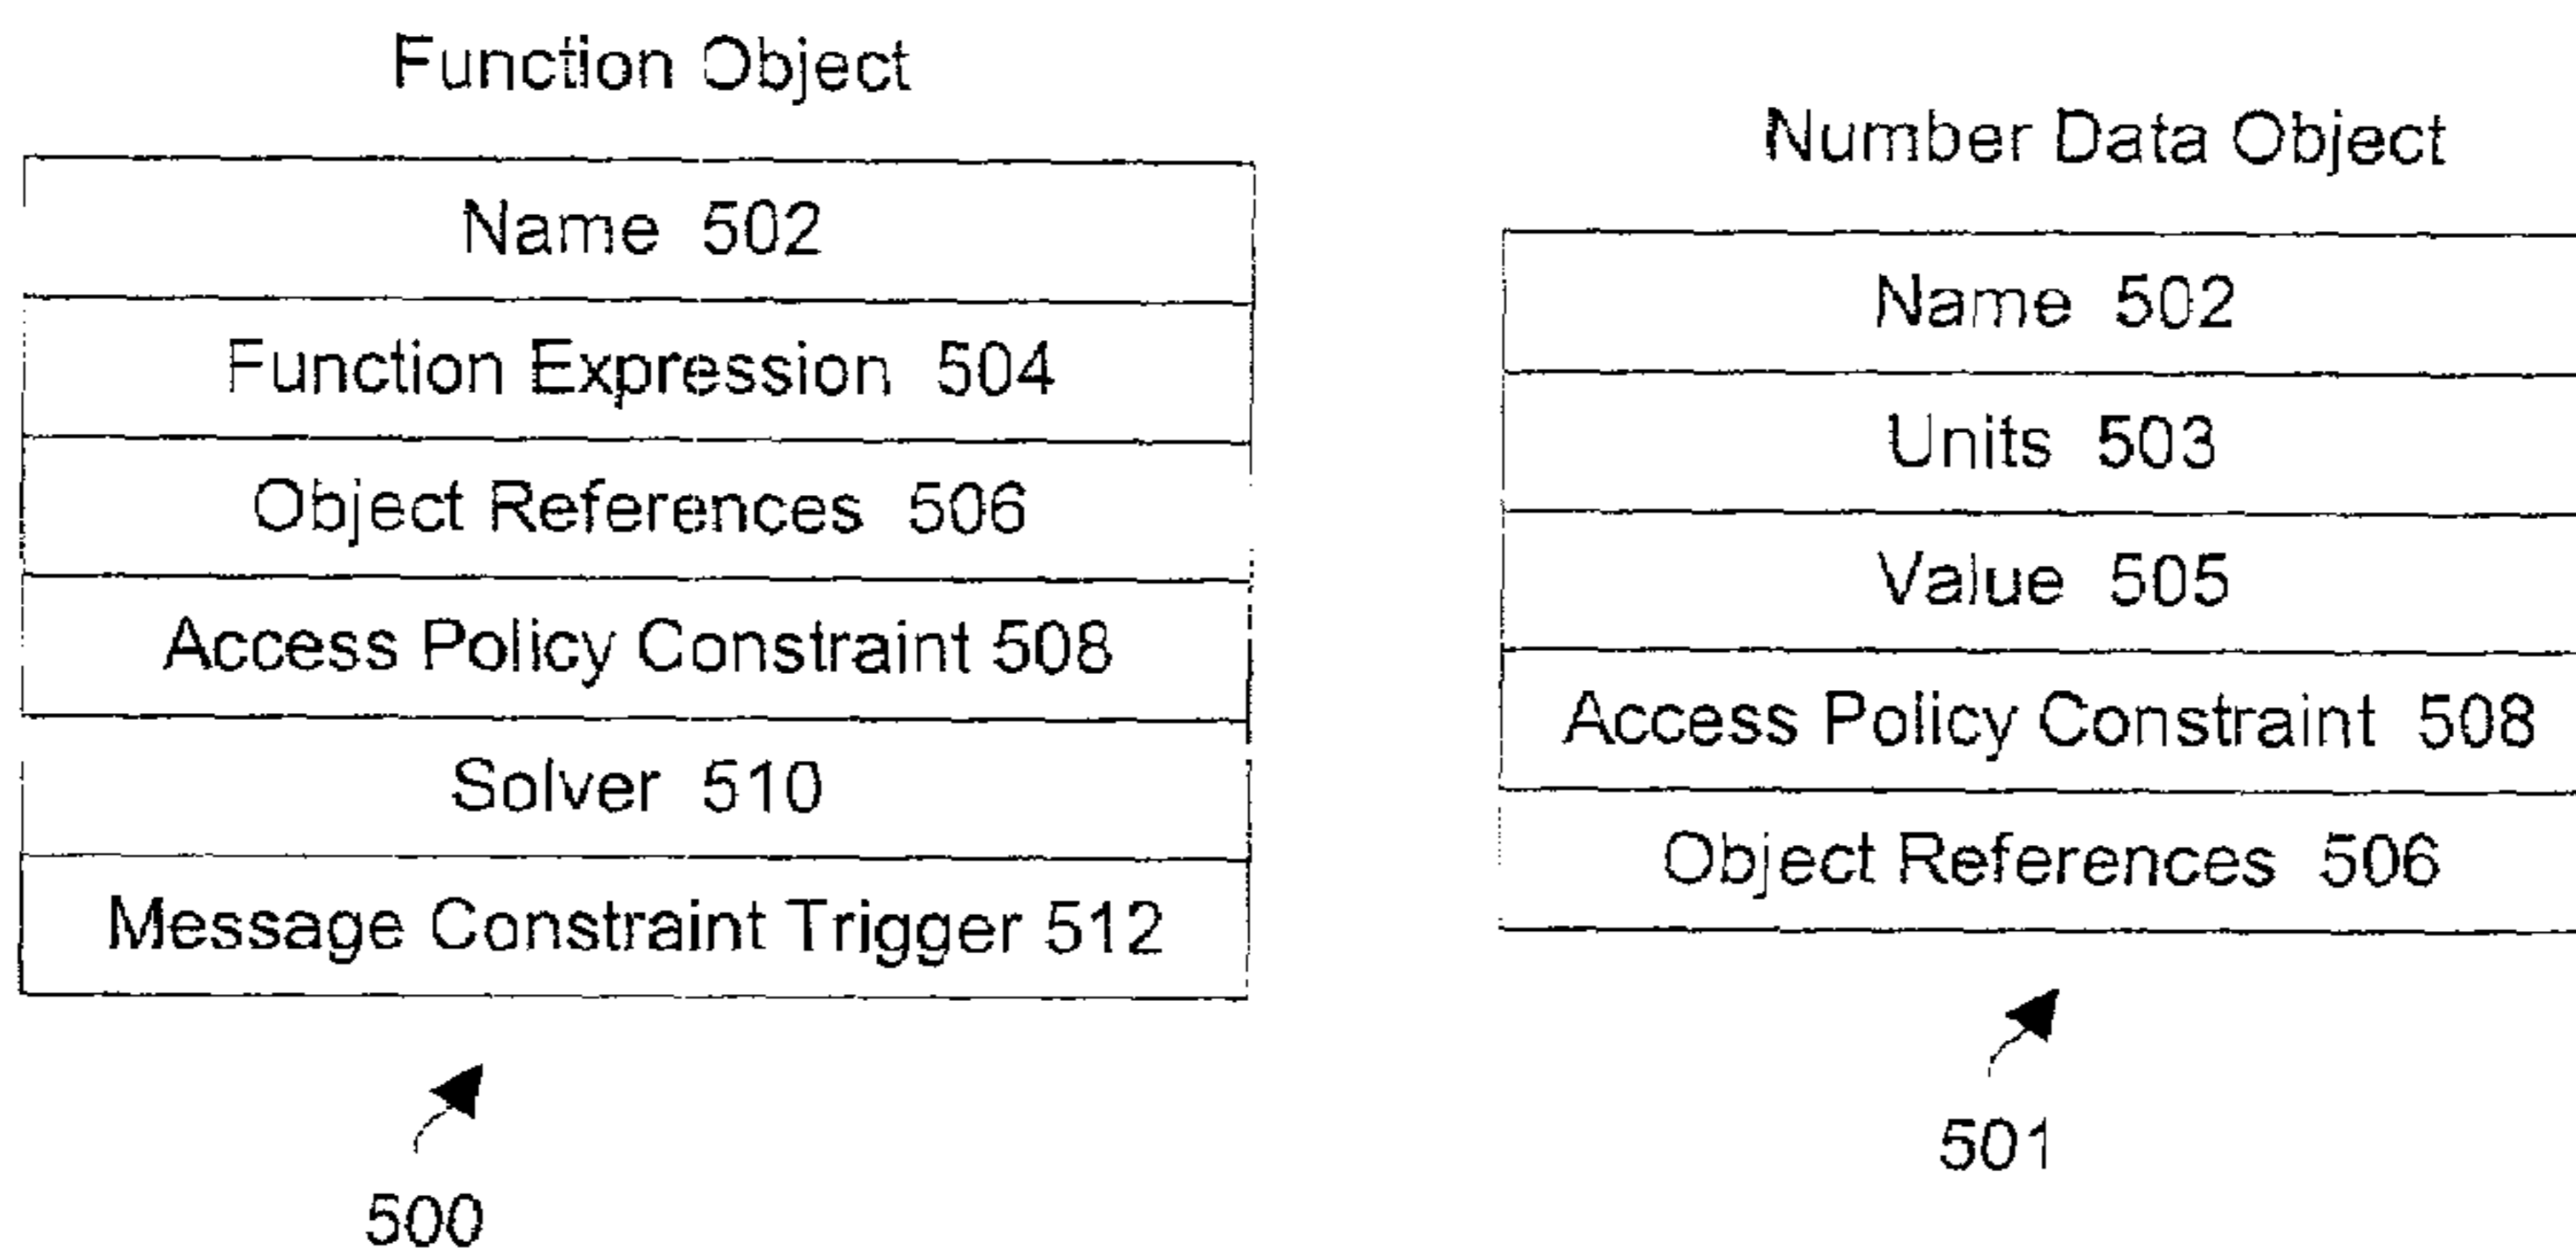 Function Object
Name 502
Function Expression 504
Object References 506
Access Policy Constraint 508
Solver 510
Message Constraint Trigger 512
500
Number Data Object
Name 502
Units 503
Value 505
Access Policy Constraint 508
Object References 506
501